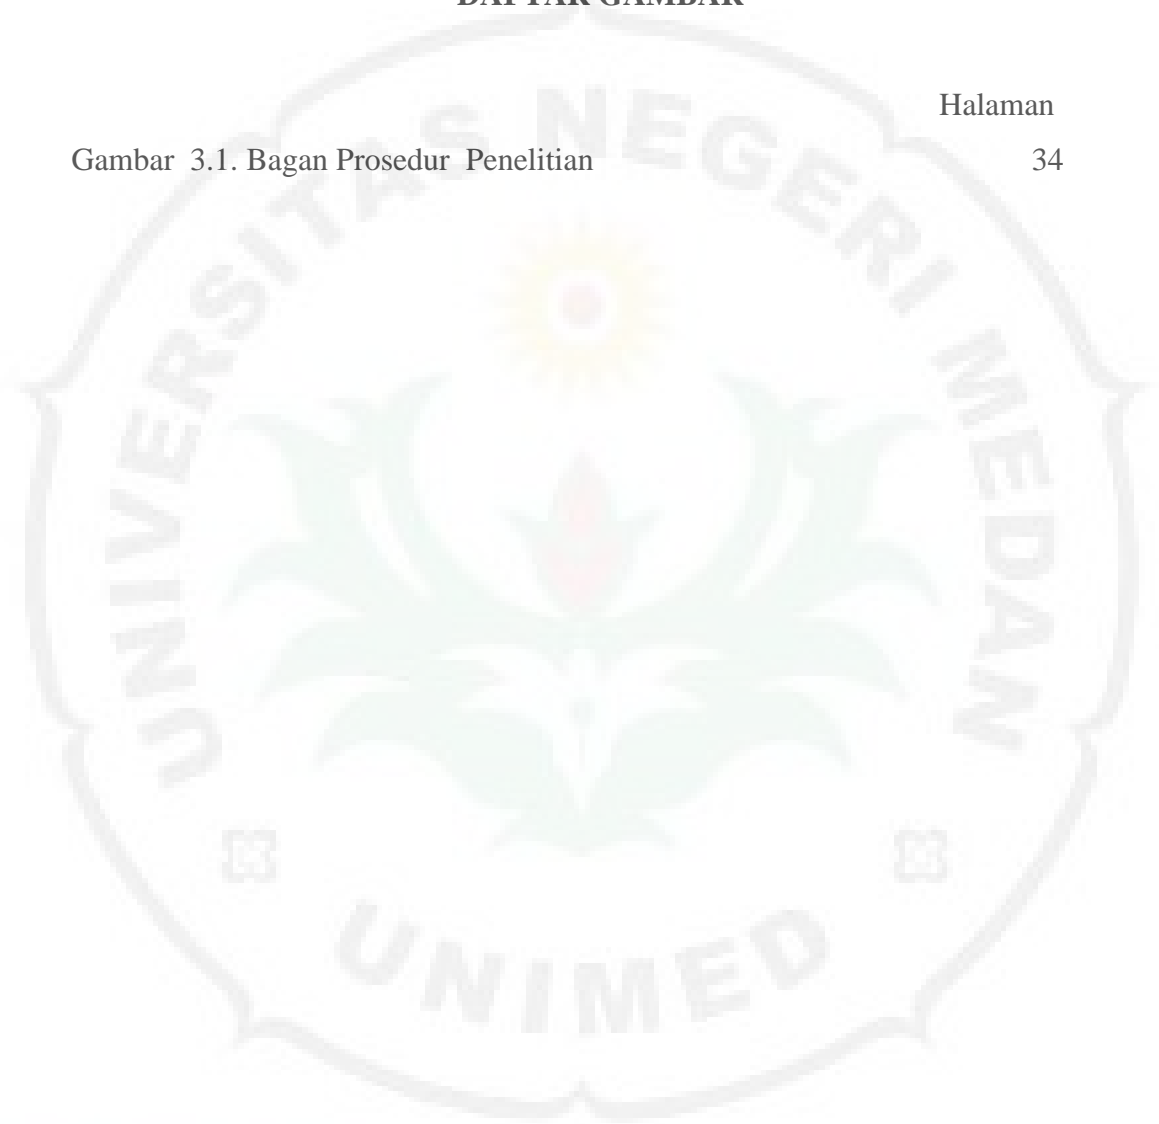 DAFTAR GAMBAR
Halaman
Gambar 3.1. Bagan Prosedur Penelitian 34
UNIVERSITAS NEGERI MEDAN
UNIMED